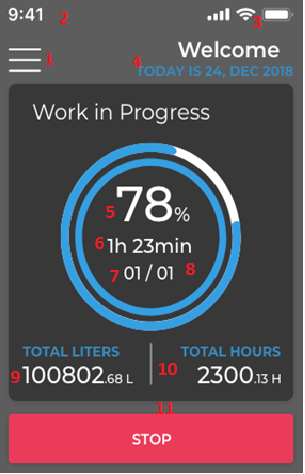 9:41 2 3
1 Welcome
4 TODAY IS 24, DEC 2018
Work in Progress
5 78%
6 1h 23min
7 01 / 01 8
TOTAL LITERS TOTAL HOURS
9 100802.68 L 10 2300.13 H
11
STOP